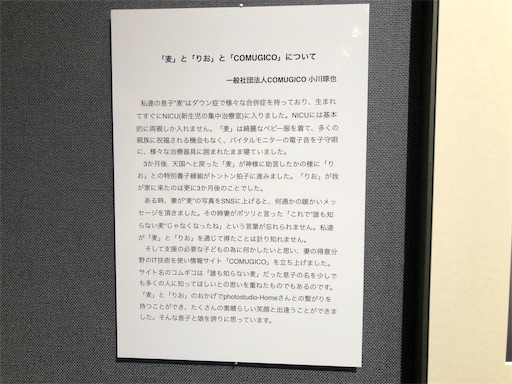 「麦」と「りお」と「COMUGICO」について
一般社団法人COMUGICO 小川琢也
私達の息子“麦”はダウン症で様々な合併症を持っており、生まれ
てすぐにNICU(新生児の集中治療室)に入りました。NICUには基本
的に両親しか入れません。「麦」は綺麗なベビー服を着て、多くの
親族に祝福される機会もなく、バイタルモニターの電子音を子守唄
に、様々な治療器具に囲まれたまま寝ていました。
3か月後、天国へと戻った「麦」が神様に助言したかの様に「り
お」との特別養子縁組がトントン拍子に進みました。「りお」が我
が家に来たのは更に3か月後のことでした。
ある時、妻が“麦”の写真をSNSに上げると、何通かの暖かいメッ
セージを頂きました。その時妻がポツリと言った「これで”誰も知
らない麦”じゃなくなったね」という言葉が忘れられません。私達
が「麦」と「りお」を通じて得たことは計り知れません。
そして支援の必要な子どもの為に何かしたいと思い、妻の得意分
野のIT技術を使い情報サイト「COMUGICO」を立ち上げました。
サイト名のコムギコは「誰も知らない麦」だった息子の名を少しで
も多くの人に知ってほしいとの思いを重ねたものでもあるのです。
「麦」と「りお」のおかげでphotostudio-Homeさんとの繋がりを
持つことができ、たくさんの素晴らしい笑顔と出逢うことができま
した。そんな息子と娘を誇りに思っています。